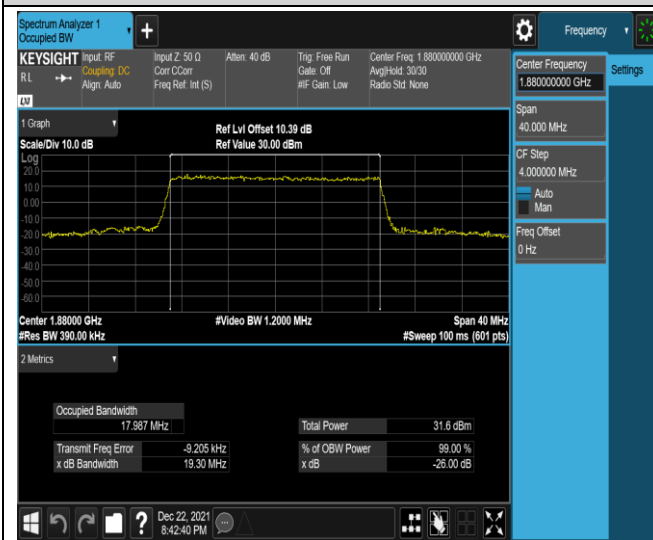 Spectrum Analyzer 1
Occupied BW
+
Frequency
KEYSIGHT
RL
LXI
Input: RF
Coupling: DC
Align: Auto
Input Z: 50 Ω
Corr CCorr
Freq Ref: Int (S)
Atten: 40 dB
Trig: Free Run
Gate: Off
#IF Gain: Low
Center Freq: 1.880000000 GHz
Avg|Hold: 30/30
Radio Std: None
Center Frequency
1.880000000 GHz
Settings
Span
40.000 MHz
CF Step
4.000000 MHz
Auto
Man
Freq Offset
0 Hz
1 Graph
Scale/Div 10.0 dB
Ref Lvl Offset 10.39 dB
Ref Value 30.00 dBm
Log
20.0
10.0
0.00
-10.0
-20.0
-30.0
-40.0
-50.0
-60.0
Center 1.88000 GHz
#Video BW 1.2000 MHz
Span 40 MHz
#Res BW 390.00 kHz
#Sweep 100 ms (601 pts)
2 Metrics
Occupied Bandwidth
17.987 MHz
Transmit Freq Error -9.205 kHz
x dB Bandwidth 19.30 MHz
Total Power 31.6 dBm
% of OBW Power 99.00 %
x dB -26.00 dB
?
Dec 22, 2021
8:42:40 PM